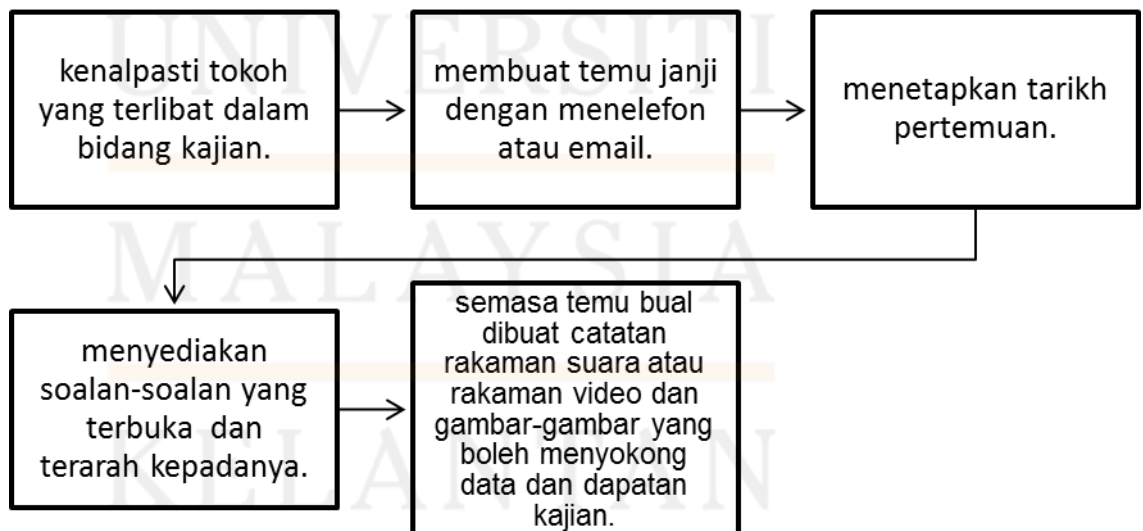 UNIVERSITI
kenalpasti tokoh
yang terlibat dalam
bidang kajian.
membuat temu janji
dengan menelefon
atau email.
menetapkan tarikh
pertemuan.
MALAYSIA
menyediakan
soalan-soalan yang
terbuka dan
terarah kepadanya.
semasa temu bual
dibuat catatan
rakaman suara atau
rakaman video dan
gambar-gambar yang
boleh menyokong
data dan dapatan
kajian.
KELANTAN